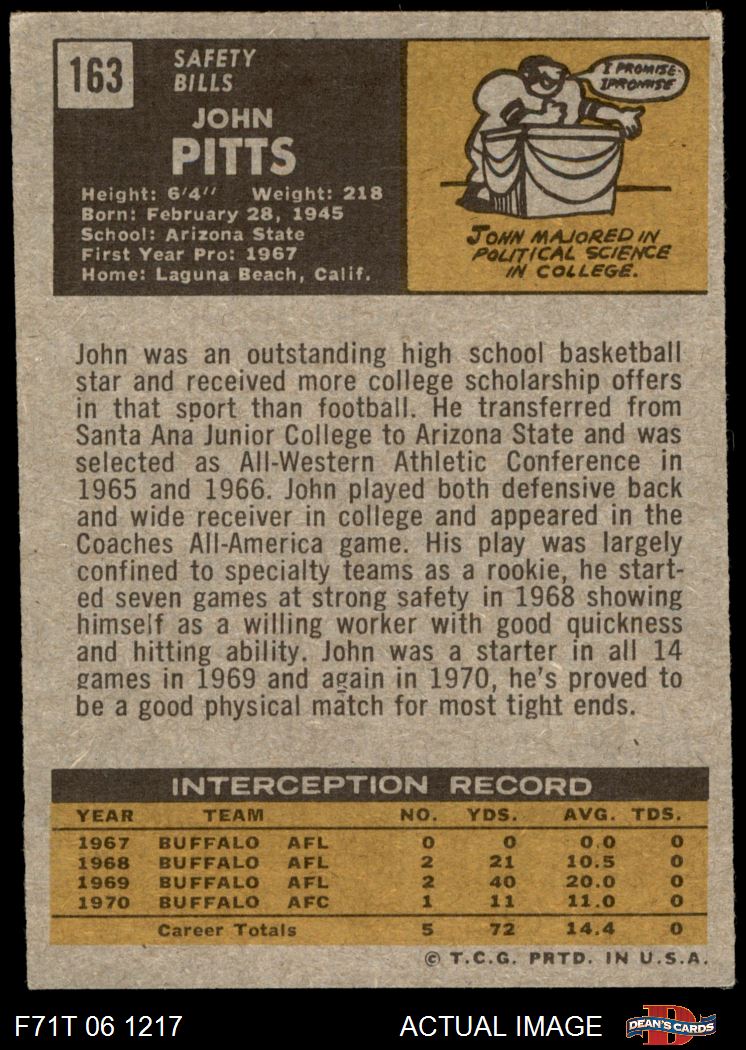 163
SAFETY
BILLS
JOHN
PITTS
Height: 6'4" Weight: 218
Born: February 28, 1945
School: Arizona State
First Year Pro: 1967
Home: Laguna Beach, Calif.
I PROMISE-
IPROMISE
JOHN MAJORED IN
POLITICAL SCIENCE
IN COLLEGE.
John was an outstanding high school basketball
star and received more college scholarship offers
in that sport than football. He transferred from
Santa Ana Junior College to Arizona State and was
selected as All-Western Athletic Conference in
1965 and 1966. John played both defensive back
and wide receiver in college and appeared in the
Coaches All-America game. His play was largely
confined to specialty teams as a rookie, he start-
ed seven games at strong safety in 1968 showing
himself as a willing worker with good quickness
and hitting ability. John was a starter in all 14
games in 1969 and again in 1970, he's proved to
be a good physical match for most tight ends.
INTERCEPTION RECORD
YEAR TEAM NO. YDS. AVG. TDS.
1967 BUFFALO AFL 0 0 0.0 0
1968 BUFFALO AFL 2 21 10.5 0
1969 BUFFALO AFL 2 40 20.0 0
1970 BUFFALO AFC 1 11 11.0 0
Career Totals 5 72 14.4 0
© T.C.G. PRTD. IN U.S.A.
F71T 06 1217 ACTUAL IMAGE
D
DEAN'S CARDS